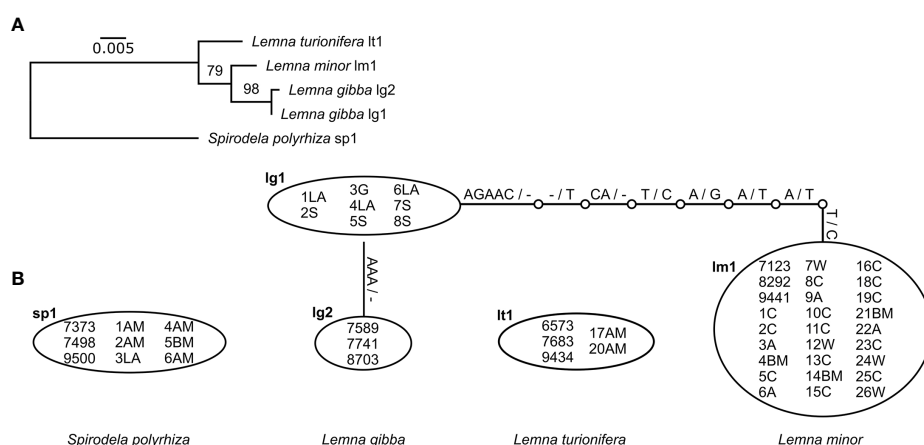 A
0.005
Lemna turionifera lt1
79
Lemna minor lm1
98
Lemna gibba lg2
Lemna gibba lg1
Spirodela polyrhiza sp1
B
lg1
1LA 3G 6LA
2S 4LA 7S
5S 8S
AGAAC / - - / T CA / - T / C A / G A / T A / T
T / C
AAA / -
sp1
7373 1AM 4AM
7498 2AM 5BM
9500 3LA 6AM
lg2
7589
7741
8703
lt1
6573 17AM
7683 20AM
9434
lm1
7123 7W 16C
8292 8C 18C
9441 9A 19C
1C 10C 21BM
2C 11C 22A
3A 12W 23C
4BM 13C 24W
5C 14BM 25C
6A 15C 26W
Spirodela polyrhiza Lemna gibba Lemna turionifera Lemna minor